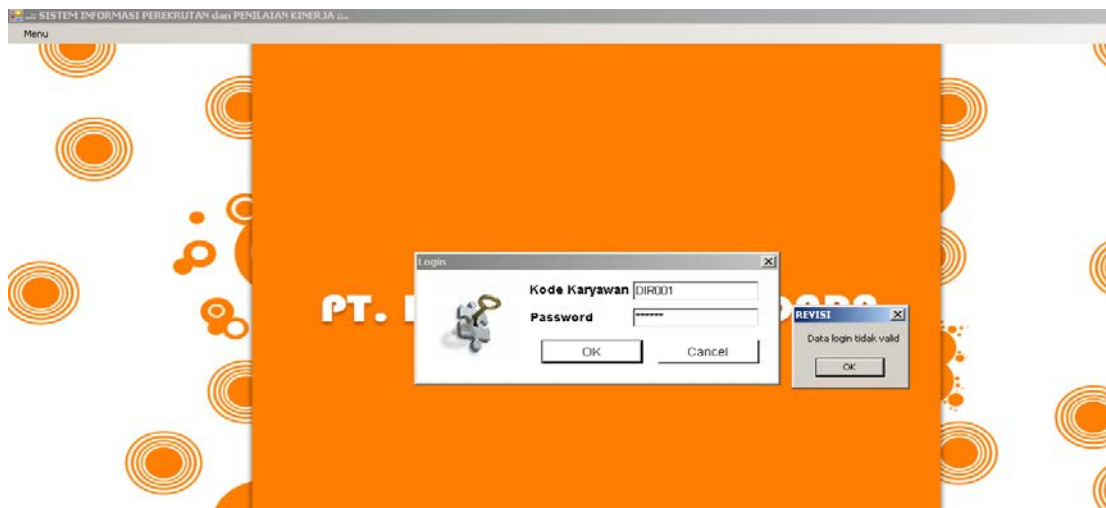 ..:: SISTEM INFORMASI PEREKRUTAN dan PENILAIAN KINERJA ::..
Menu
Login
Kode Karyawan DIR001
Password ******
OK Cancel
PT.
REVISI
Data login tidak valid
OK